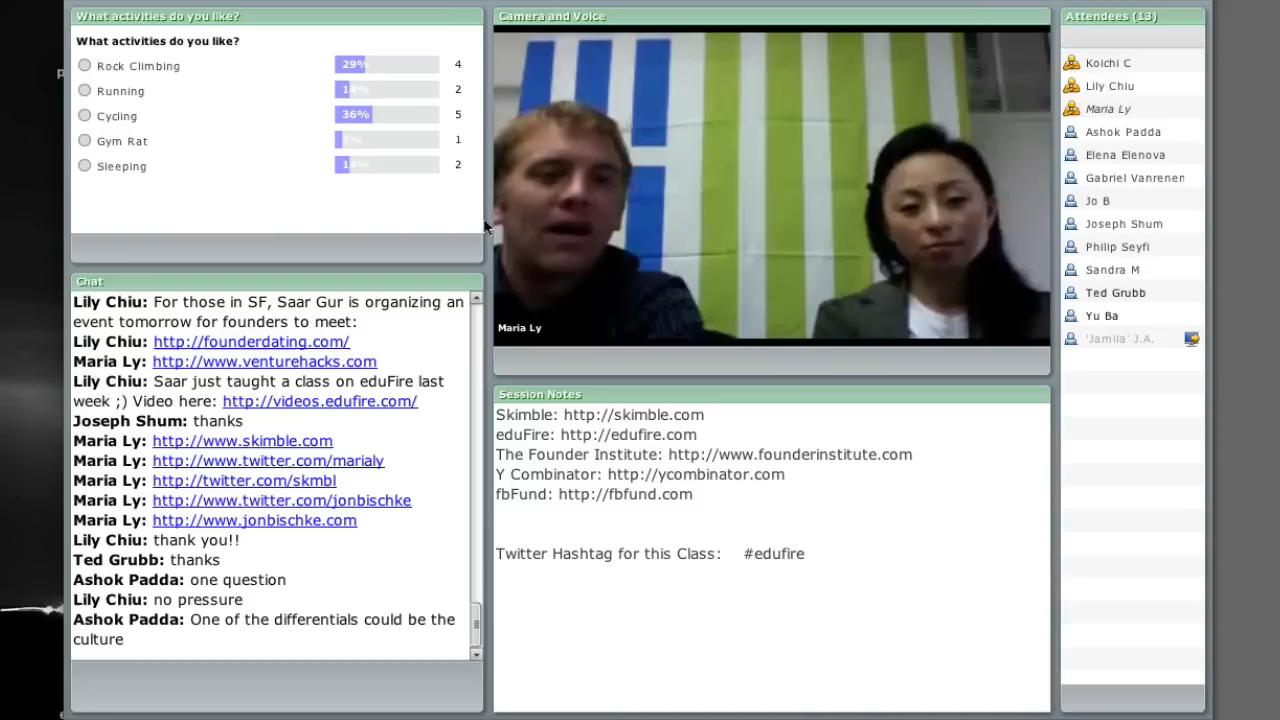 What activities do you like?
What activities do you like?
Rock Climbing 29% 4
Running 14% 2
Cycling 36% 5
Gym Rat 7% 1
Sleeping 14% 2
Chat
Lily Chiu: For those in SF, Saar Gur is organizing an
event tomorrow for founders to meet:
Lily Chiu: http://founderdating.com/
Maria Ly: http://www.venturehacks.com
Lily Chiu: Saar just taught a class on eduFire last
week ;) Video here: http://videos.edufire.com/
Joseph Shum: thanks
Maria Ly: http://www.skimble.com
Maria Ly: http://www.twitter.com/marialy
Maria Ly: http://twitter.com/skmbl
Maria Ly: http://www.twitter.com/jonbischke
Maria Ly: http://www.jonbischke.com
Lily Chiu: thank you!!
Ted Grubb: thanks
Ashok Padda: one question
Lily Chiu: no pressure
Ashok Padda: One of the differentials could be the
culture
Camera and Voice
Maria Ly
Session Notes
Skimble: http://skimble.com
eduFire: http://edufire.com
The Founder Institute: http://www.founderinstitute.com
Y Combinator: http://ycombinator.com
fbFund: http://fbfund.com
Twitter Hashtag for this Class: #edufire
Attendees (13)
Koichi C
Lily Chiu
Maria Ly
Ashok Padda
Elena Elenova
Gabriel Vanrenen
Jo B
Joseph Shum
Philip Seyfi
Sandra M
Ted Grubb
Yu Ba
'Jamila' J.A.